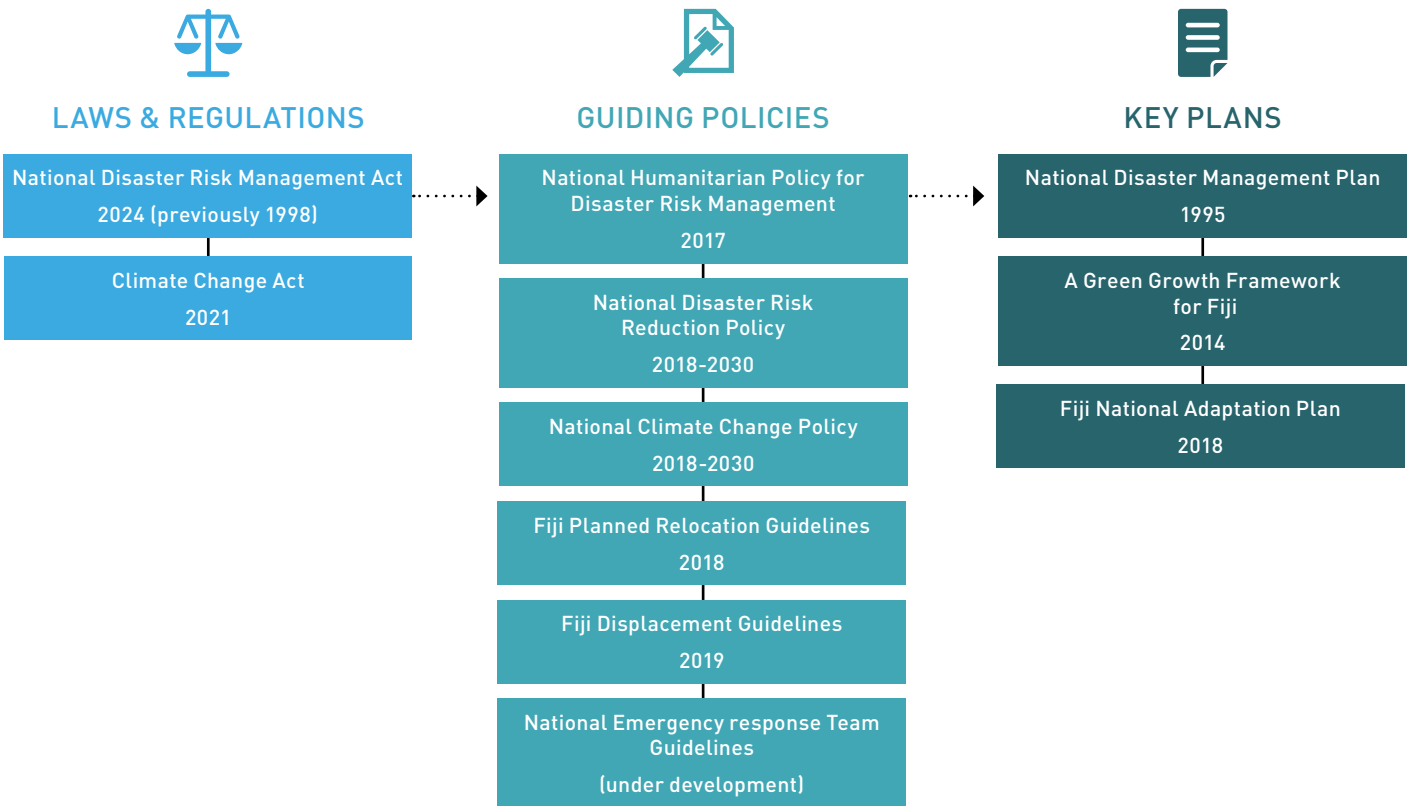 LAWS & REGULATIONS
National Disaster Risk Management Act
2024 (previously 1998)
Climate Change Act
2021
GUIDING POLICIES
National Humanitarian Policy for
Disaster Risk Management
2017
National Disaster Risk
Reduction Policy
2018-2030
National Climate Change Policy
2018-2030
Fiji Planned Relocation Guidelines
2018
Fiji Displacement Guidelines
2019
National Emergency response Team
Guidelines
(under development)
KEY PLANS
National Disaster Management Plan
1995
A Green Growth Framework
for Fiji
2014
Fiji National Adaptation Plan
2018